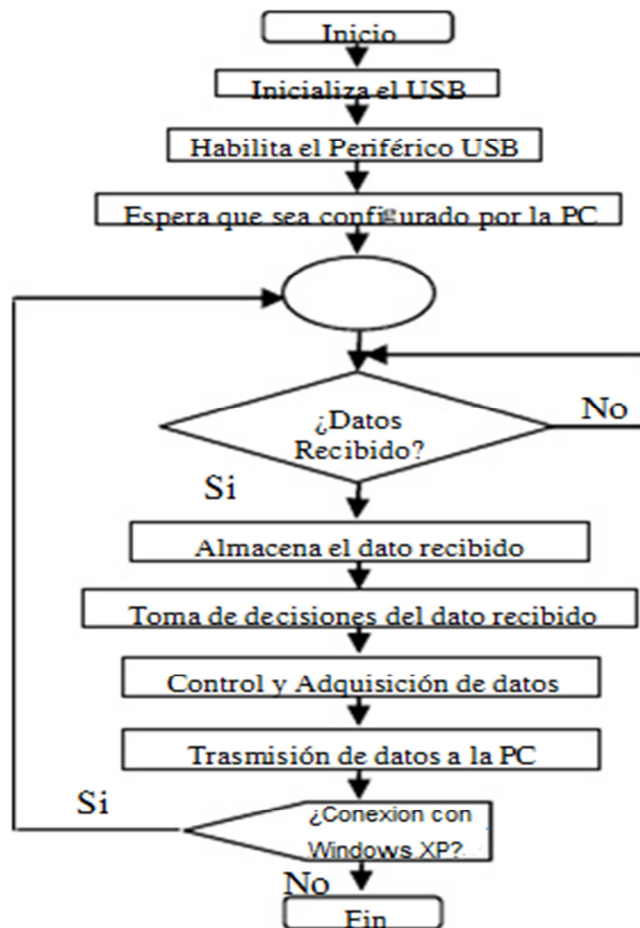 Inicio
Inicializa el USB
Habilita el Periférico USB
Espera que sea configurado por la PC
¿Datos
Recibido?
No
Si
Almacena el dato recibido
Toma de decisiones del dato recibido
Control y Adquisición de datos
Trasmisión de datos a la PC
Si
¿Conexion con
Windows XP?
No
Fin